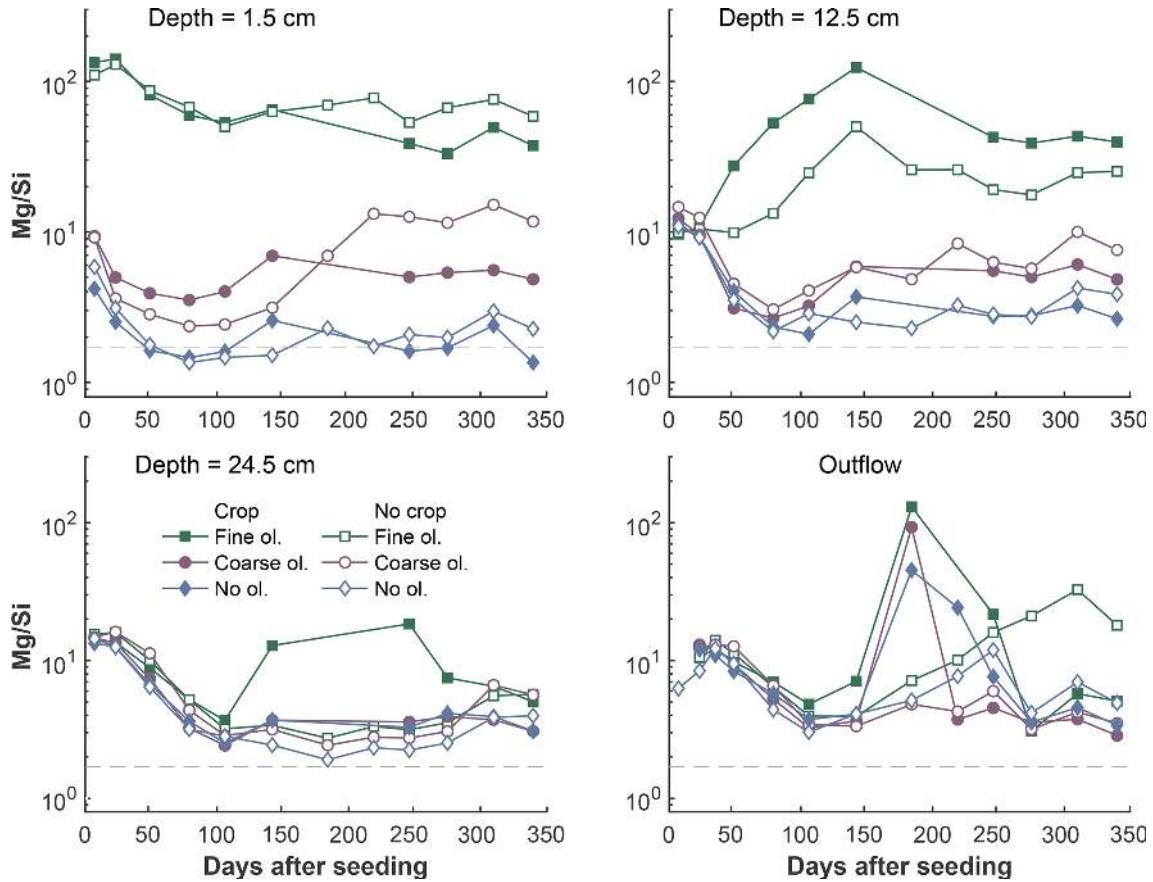 Depth = 1.5 cm
Mg/Si
10²
10¹
10⁰
0 50 100 150 200 250 300 350
Depth = 12.5 cm
Mg/Si
10²
10¹
10⁰
0 50 100 150 200 250 300 350
Depth = 24.5 cm
Crop No crop
Fine ol. Fine ol.
Coarse ol. Coarse ol.
No ol. No ol.
Mg/Si
10²
10¹
10⁰
0 50 100 150 200 250 300 350
Days after seeding
Outflow
Mg/Si
10²
10¹
10⁰
0 50 100 150 200 250 300 350
Days after seeding